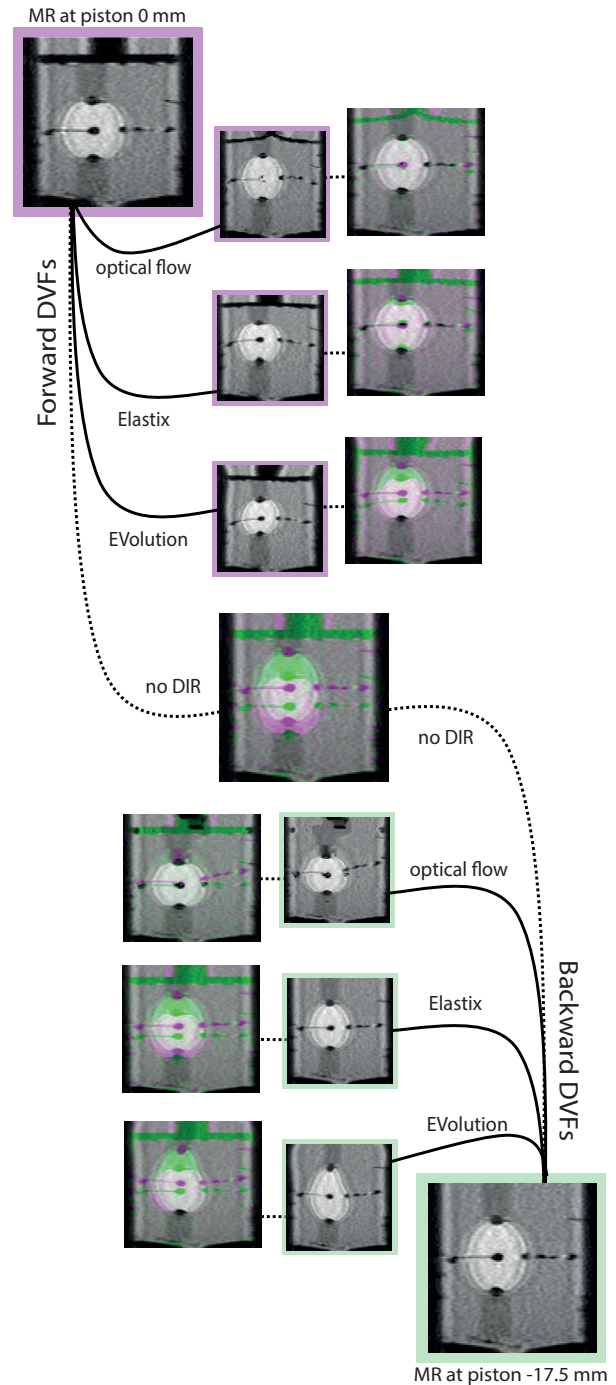 MR at piston 0 mm
optical flow
Forward DVFs
Elastix
EVolution
no DIR
no DIR
optical flow
Elastix
Backward DVFs
EVolution
MR at piston -17.5 mm